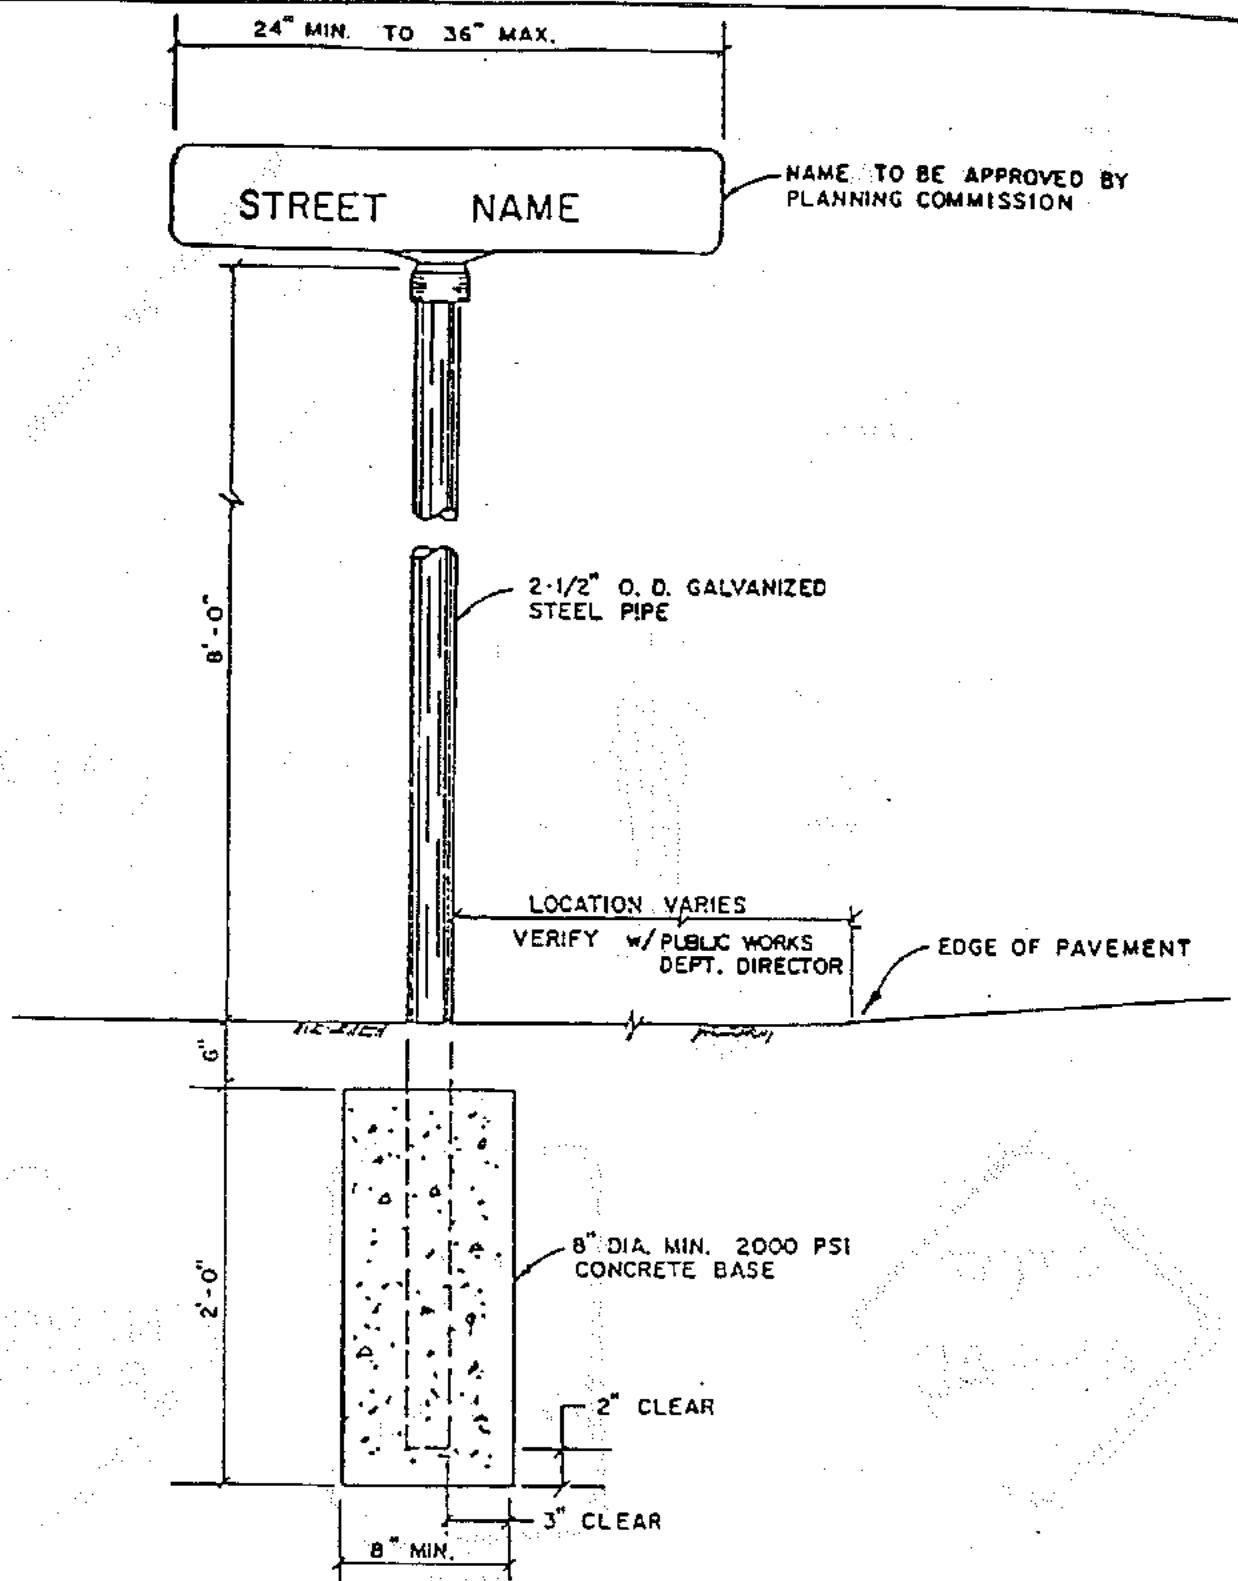 24" MIN. TO 36" MAX.
STREET NAME
NAME TO BE APPROVED BY
PLANNING COMMISSION
8'-0"
2-1/2" O. D. GALVANIZED
STEEL PIPE
LOCATION VARIES
VERIFY w/ PUBLIC WORKS
DEPT. DIRECTOR
EDGE OF PAVEMENT
6"
2'-0"
8" DIA. MIN. 2000 PSI
CONCRETE BASE
2" CLEAR
3" CLEAR
8" MIN.